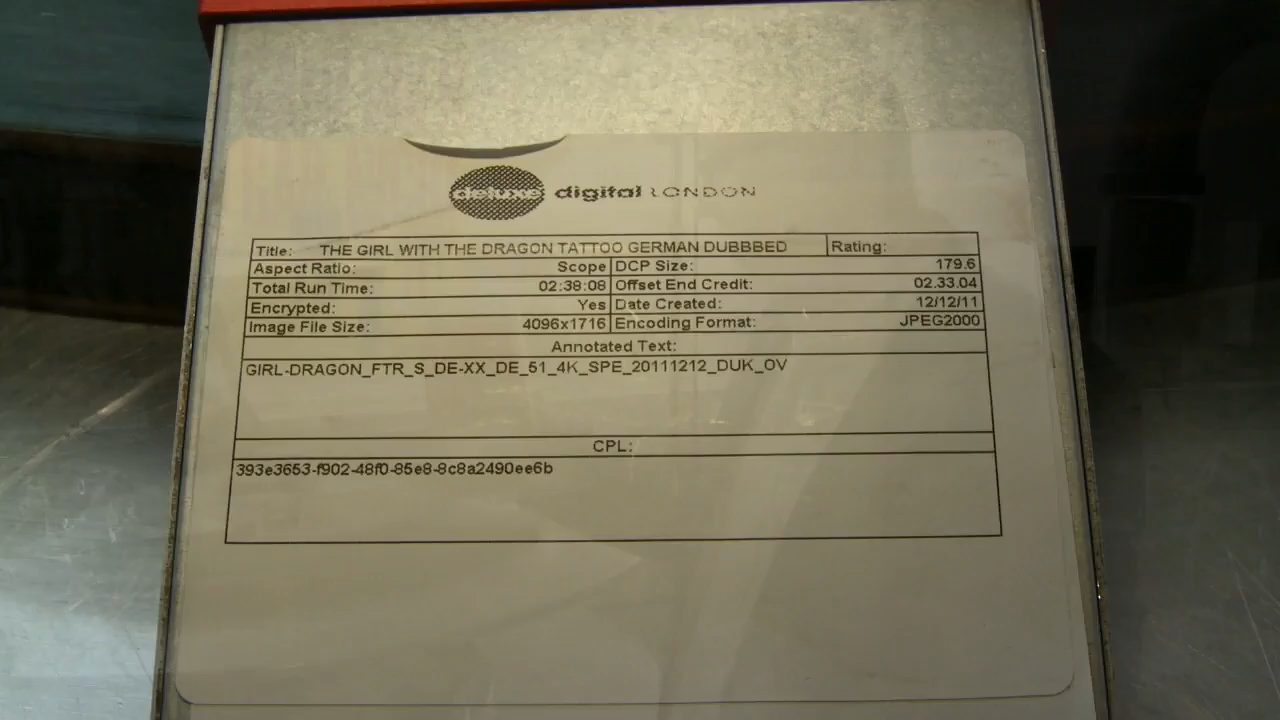 deluxe digital LONDON
Title: THE GIRL WITH THE DRAGON TATTOO GERMAN DUBBBED Rating:
Aspect Ratio: Scope DCP Size: 179.6
Total Run Time: 02:38:08 Offset End Credit: 02.33.04
Encrypted: Yes Date Created: 12/12/11
Image File Size: 4096x1716 Encoding Format: JPEG2000
Annotated Text:
GIRL-DRAGON_FTR_S_DE-XX_DE_51_4K_SPE_20111212_DUK_OV
CPL:
393e3653-f902-48f0-85e8-8c8a2490ee6b